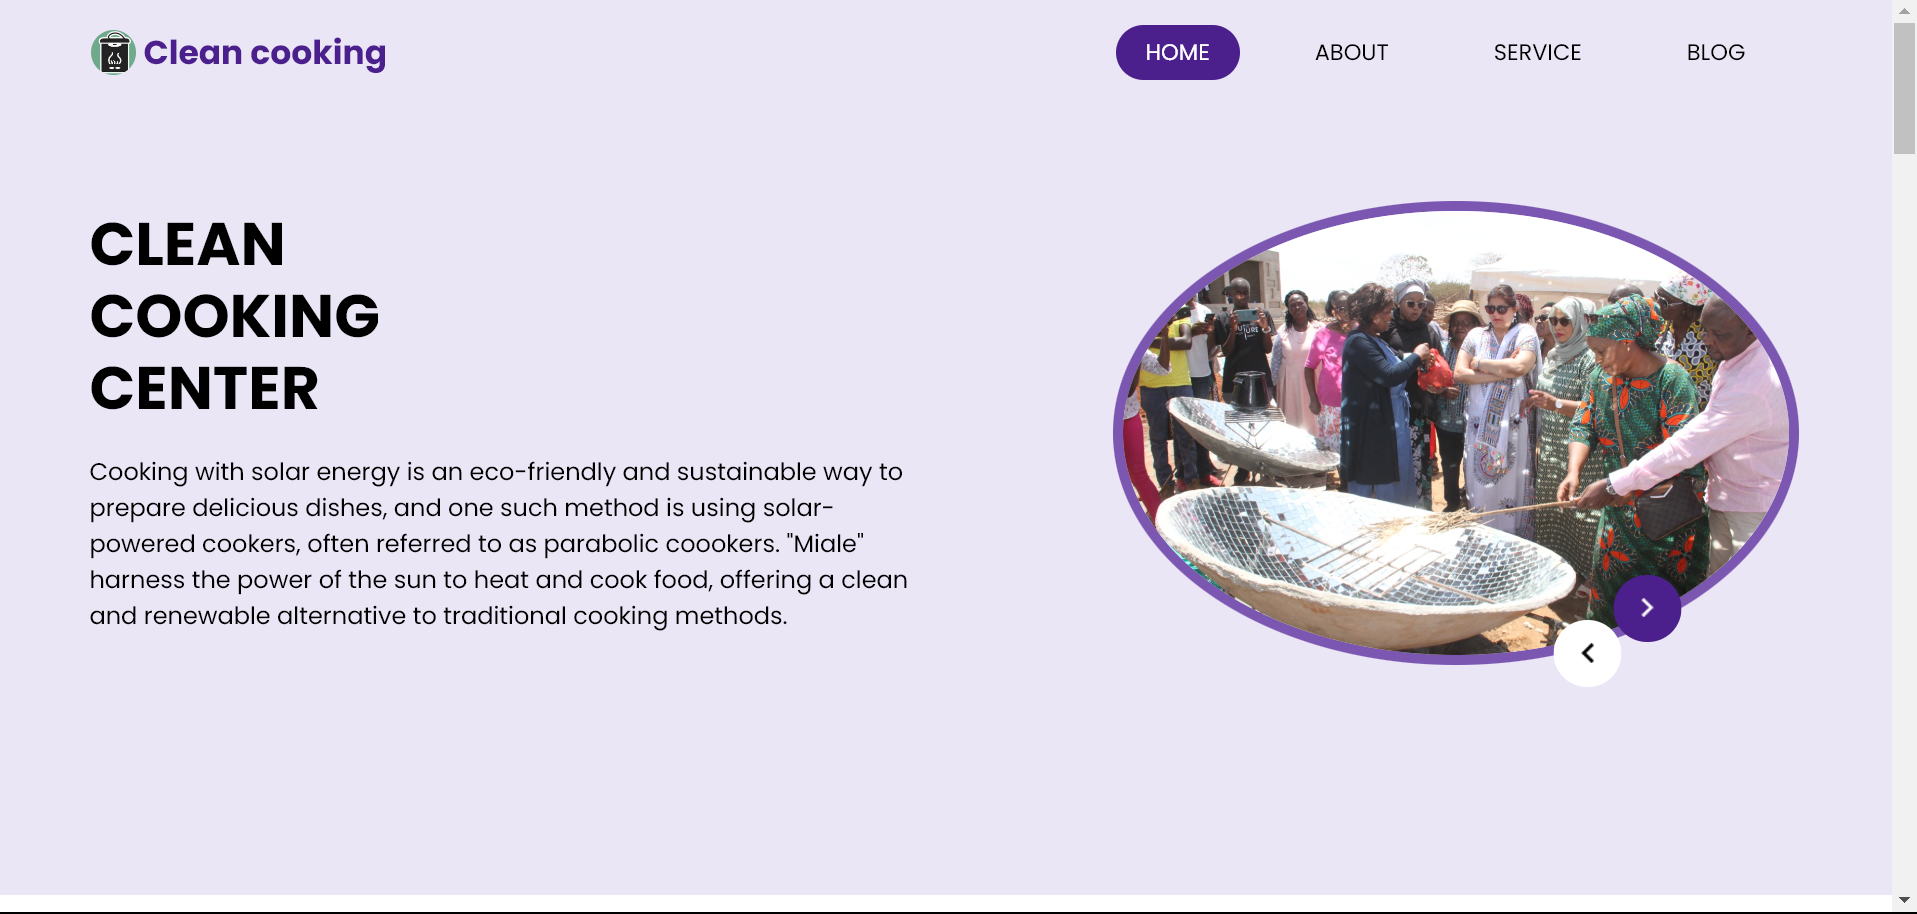 Clean cooking
HOME
ABOUT
SERVICE
BLOG
CLEAN
COOKING
CENTER
Cooking with solar energy is an eco-friendly and sustainable way to
prepare delicious dishes, and one such method is using solar-
powered cookers, often referred to as parabolic coookers. "Miale"
harness the power of the sun to heat and cook food, offering a clean
and renewable alternative to traditional cooking methods.